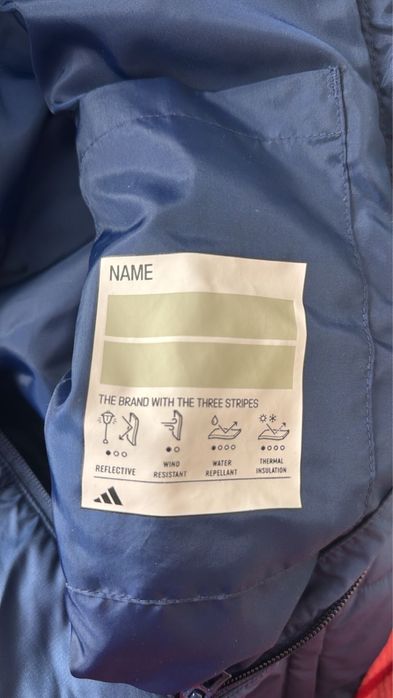 NAME
THE BRAND WITH THE THREE STRIPES
REFLECTIVE
WIND
RESISTANT
WATER
REPELLANT
THERMAL
INSULATION